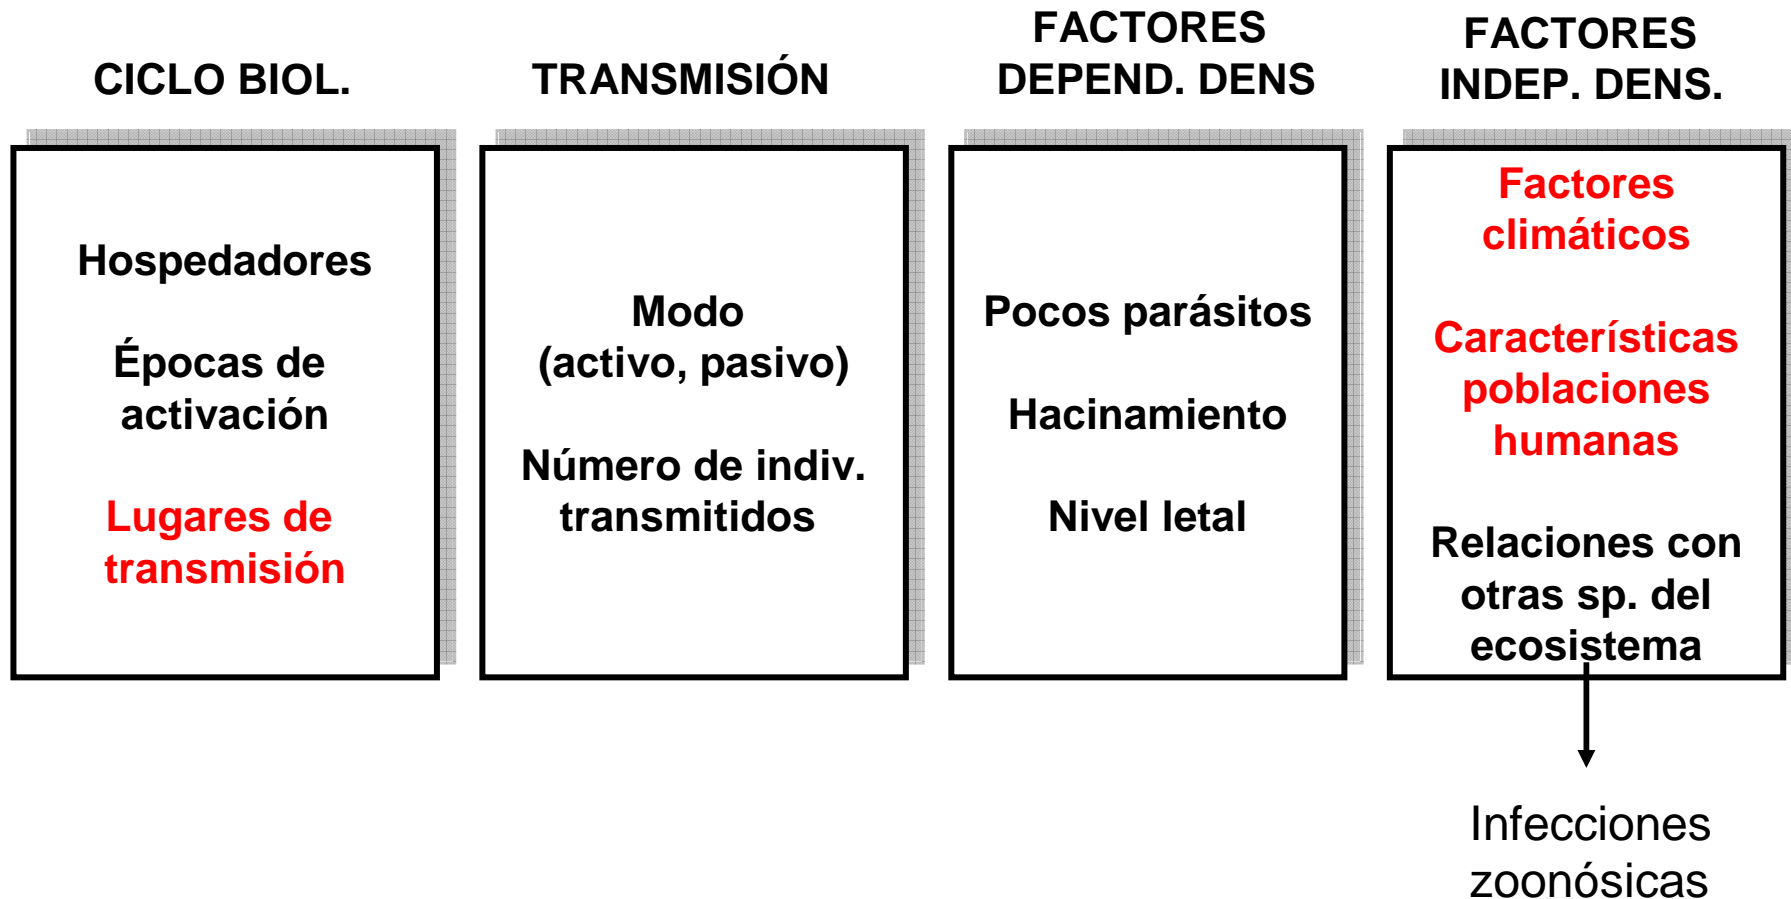 CICLO BIOL.
Hospedadores
Épocas de
activación
Lugares de
transmisión
TRANSMISIÓN
Modo
(activo, pasivo)
Número de indiv.
transmitidos
FACTORES
DEPEND. DENS
Pocos parásitos
Hacinamiento
Nivel letal
FACTORES
INDEP. DENS.
Factores
climáticos
Características
poblaciones
humanas
Relaciones con
otras sp. del
ecosistema
Infecciones
zoonósicas